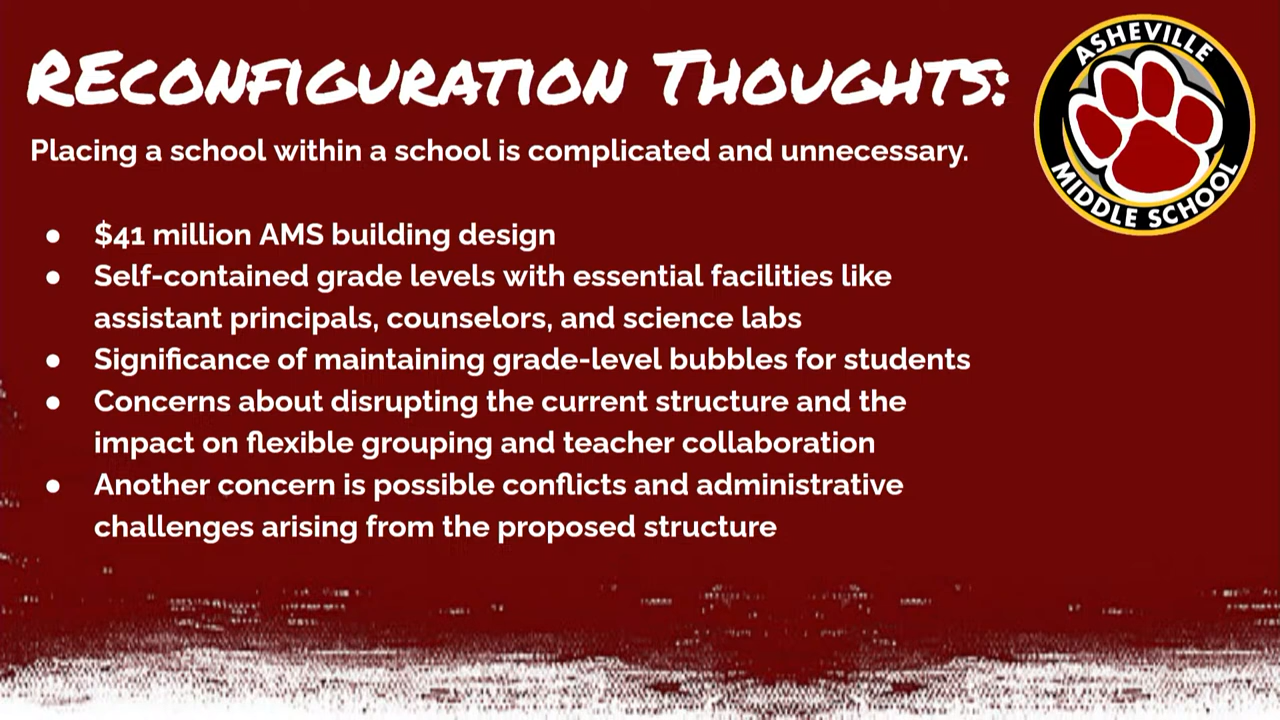 REconfiguration Thoughts:
Placing a school within a school is complicated and unnecessary.
● $41 million AMS building design
● Self-contained grade levels with essential facilities like
assistant principals, counselors, and science labs
● Significance of maintaining grade-level bubbles for students
● Concerns about disrupting the current structure and the
impact on flexible grouping and teacher collaboration
● Another concern is possible conflicts and administrative
challenges arising from the proposed structure
ASHEVILLE
MIDDLE SCHOOL